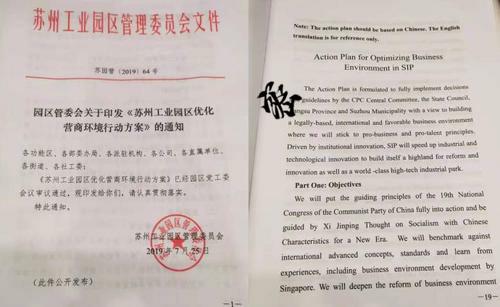 苏州工业园区管理委员会文件
苏园管〔2019〕64号
园区管委会关于印发《苏州工业园区优化
营商环境行动方案》的通知
各功能区、各部委办局、各派驻机构、各公司、各直属单位、
各街道、各社工委：
《苏州工业园区优化营商环境行动方案》已经园区党工委
会议审议通过，现印发给你们，请认真贯彻落实。
特此通知。
苏州工业园区管理委员会
2019年7月25日
（此件公开发布）
-1-
Note: The action plan should be based on Chinese. The English
translation is for reference only.
Action Plan for Optimizing Business
Environment in SIP
The Action Plan is formulated to fully implement decisions
guidelines by the CPC Central Committee, the State Council,
Jiangsu Province and Suzhou Municipality with a view to building
a legally-based, international and favorable business environment
where we will stick to pro-business and pro-talent principles.
Driven by institutional innovation, SIP will speed up industrial and
technological innovation to build itself a highland for reform and
innovation as well as a world-class high-tech industrial park.
Part One: Objectives
We will put the guiding principles of the 19th National
Congress of the Communist Party of China fully into action and be
guided by Xi Jinping Thought on Socialism with Chinese
Characteristics for a New Era. We will benchmark against
international advanced concepts, standards and learn from
experiences, including business environment development by
Singapore. We will deepen the reform of business environment
-19-